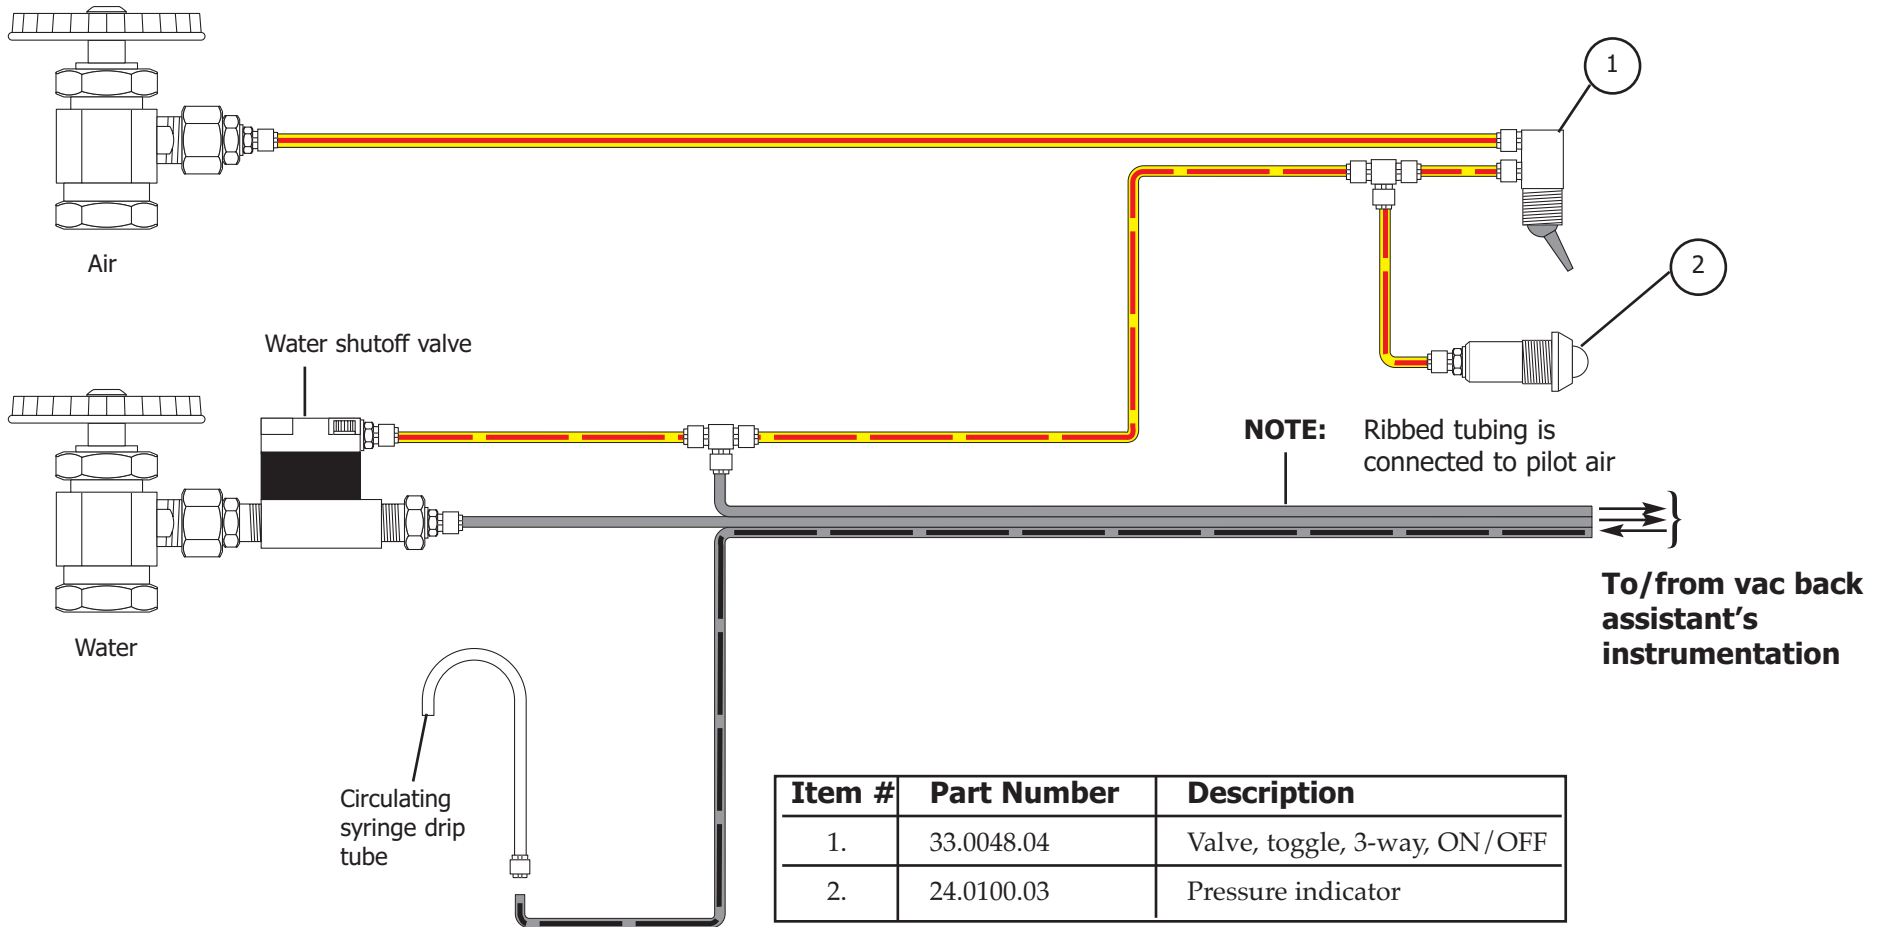 1
Air
2
Water shutoff valve
NOTE: Ribbed tubing is
connected to pilot air
To/from vac back
assistant's
instrumentation
Water
Circulating
syringe drip
tube
Item # Part Number Description
1. 33.0048.04 Valve, toggle, 3-way, ON/OFF
2. 24.0100.03 Pressure indicator